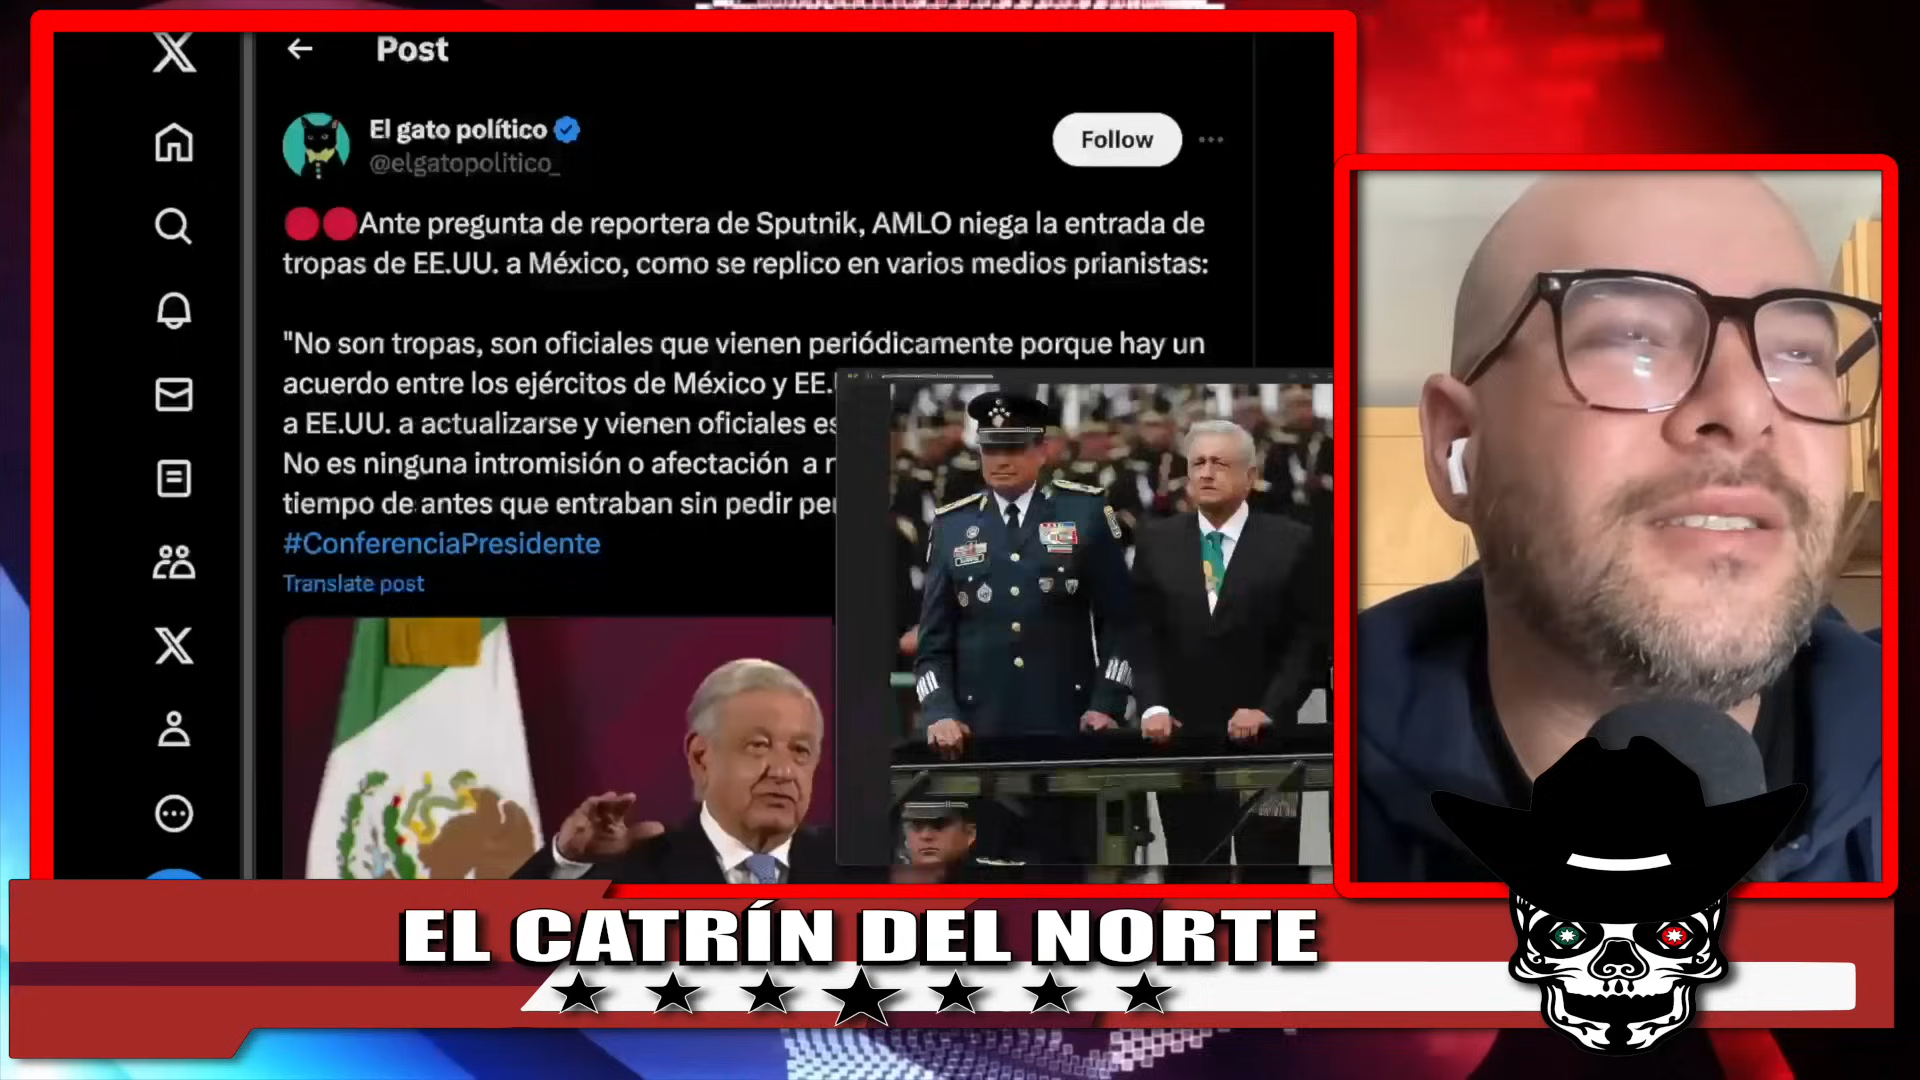 Post
El gato político
@elgatopolitico_
Follow
Ante pregunta de reportera de Sputnik, AMLO niega la entrada de
tropas de EE.UU. a México, como se replico en varios medios prianistas:
"No son tropas, son oficiales que vienen periódicamente porque hay un
acuerdo entre los ejércitos de México y EE.
a EE.UU. a actualizarse y vienen oficiales es
No es ninguna intromisión o afectación a
tiempo de antes que entraban sin pedir per
#ConferenciaPresidente
Translate post
EL CATRÍN DEL NORTE